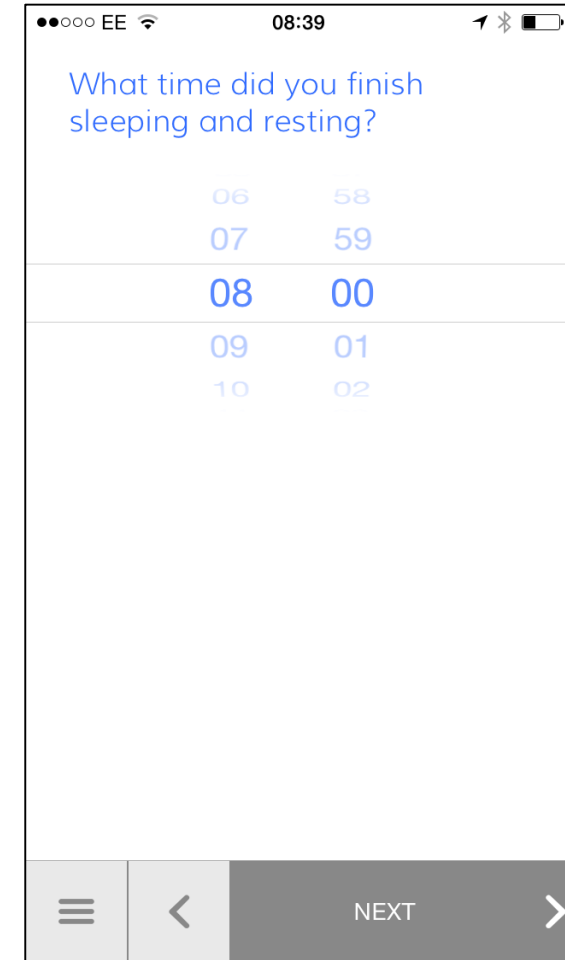 EE 08:39
What time did you finish
sleeping and resting?
06 58
07 59
08 00
09 01
10 02
NEXT